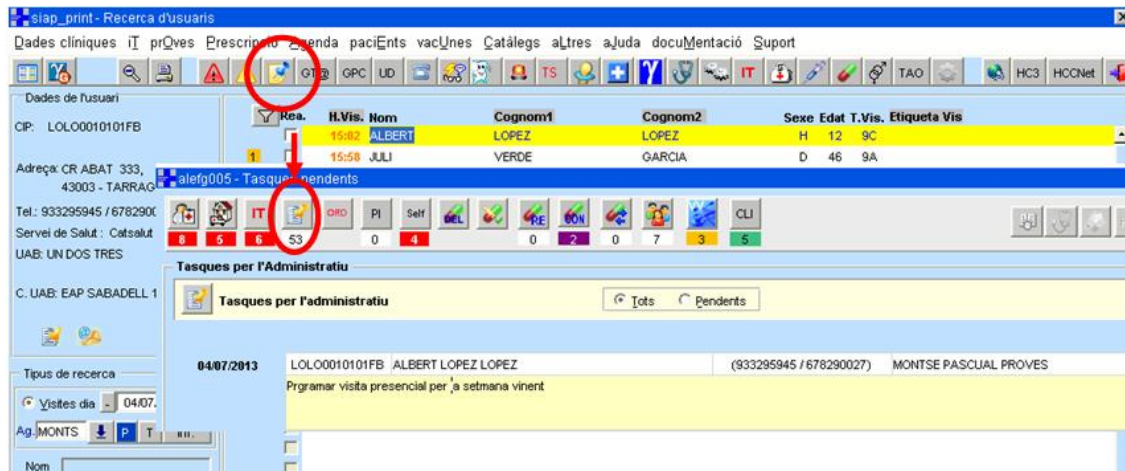 siap_print - Recerca d'usuaris
Dades clíniques iT prOves Prescripció Agenda paciEnts vacUnes Catàlegs aLtres aJuda docuMentació Suport
GT@ GPC UD TS IT TAO HC3 HCCNet
Dades de l'usuari
CIP: LOLO0010101FB
Adreça: CR ABAT 333,
43003 - TARRAG
Tel.: 933295945 / 678290
Servei de Salut : Catsalut
UAB: UN DOS TRES
C. UAB: EAP SABADELL 1
Tipus de recerca
Visites dia - 04/07.
Ag. MONTS P T
Nom
Rea. H.Vis. Nom Cognom1 Cognom2 Sexe Edat T.Vis. Etiqueta Vis
15:02 ALBERT LOPEZ LOPEZ H 12 9C
1 15:58 JULI VERDE GARCIA D 46 9A
alefg005 - Tasques pendents
IT ORD PI Self DEL RE CON CLI
8 5 6 53 0 4 0 2 0 7 3 5
Tasques per l'Administratiu
Tasques per l'administratiu Tots Pendents
04/07/2013 LOLO0010101FB ALBERT LOPEZ LOPEZ (933295945 / 678290027) MONTSE PASCUAL PROVES
Prgramar visita presencial per a setmana vinent